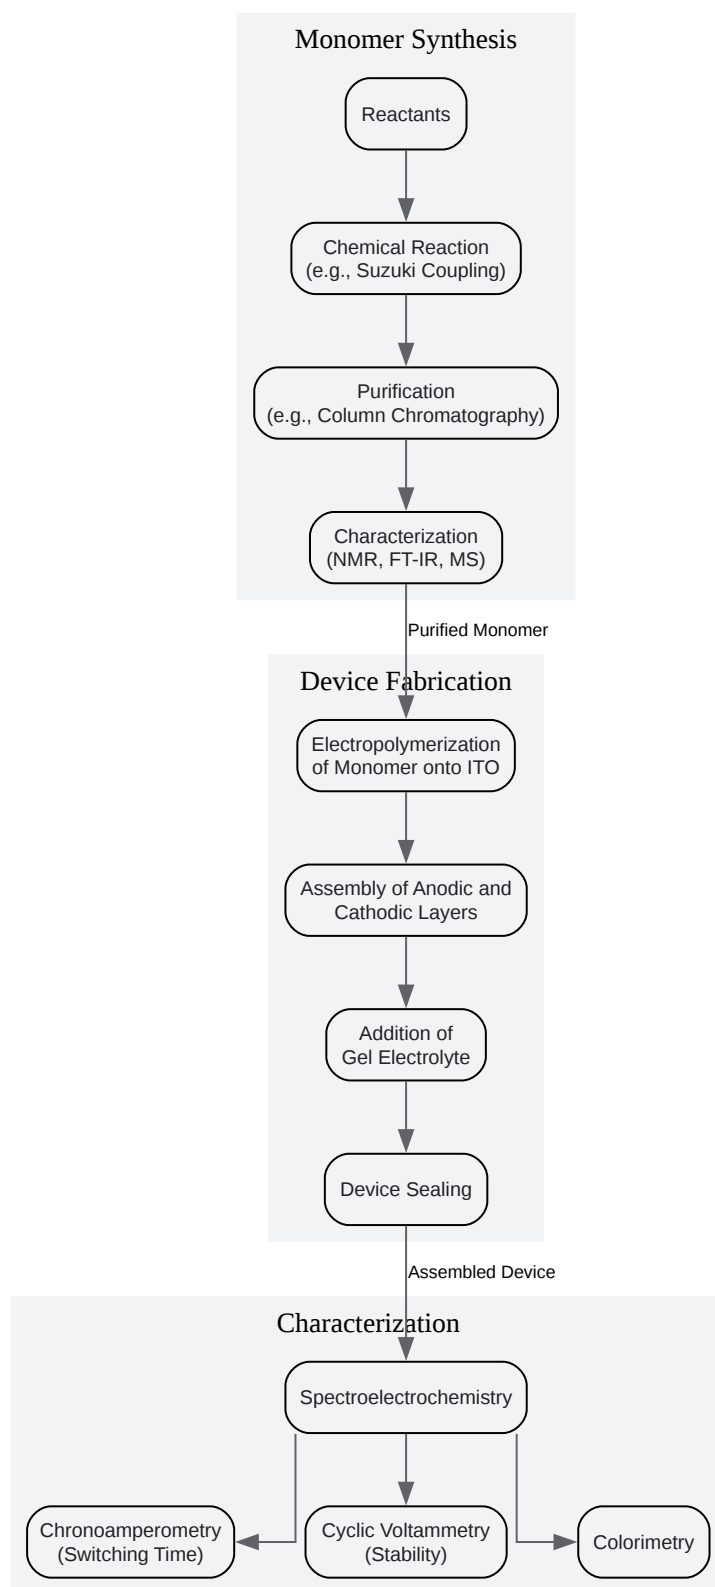 Monomer Synthesis
Reactants
Chemical Reaction
(e.g., Suzuki Coupling)
Purification
(e.g., Column Chromatography)
Characterization
(NMR, FT-IR, MS)
Purified Monomer
Device Fabrication
Electropolymerization
of Monomer onto ITO
Assembly of Anodic and
Cathodic Layers
Addition of
Gel Electrolyte
Device Sealing
Assembled Device
Characterization
Spectroelectrochemistry
Chronoamperometry
(Switching Time)
Cyclic Voltammetry
(Stability)
Colorimetry